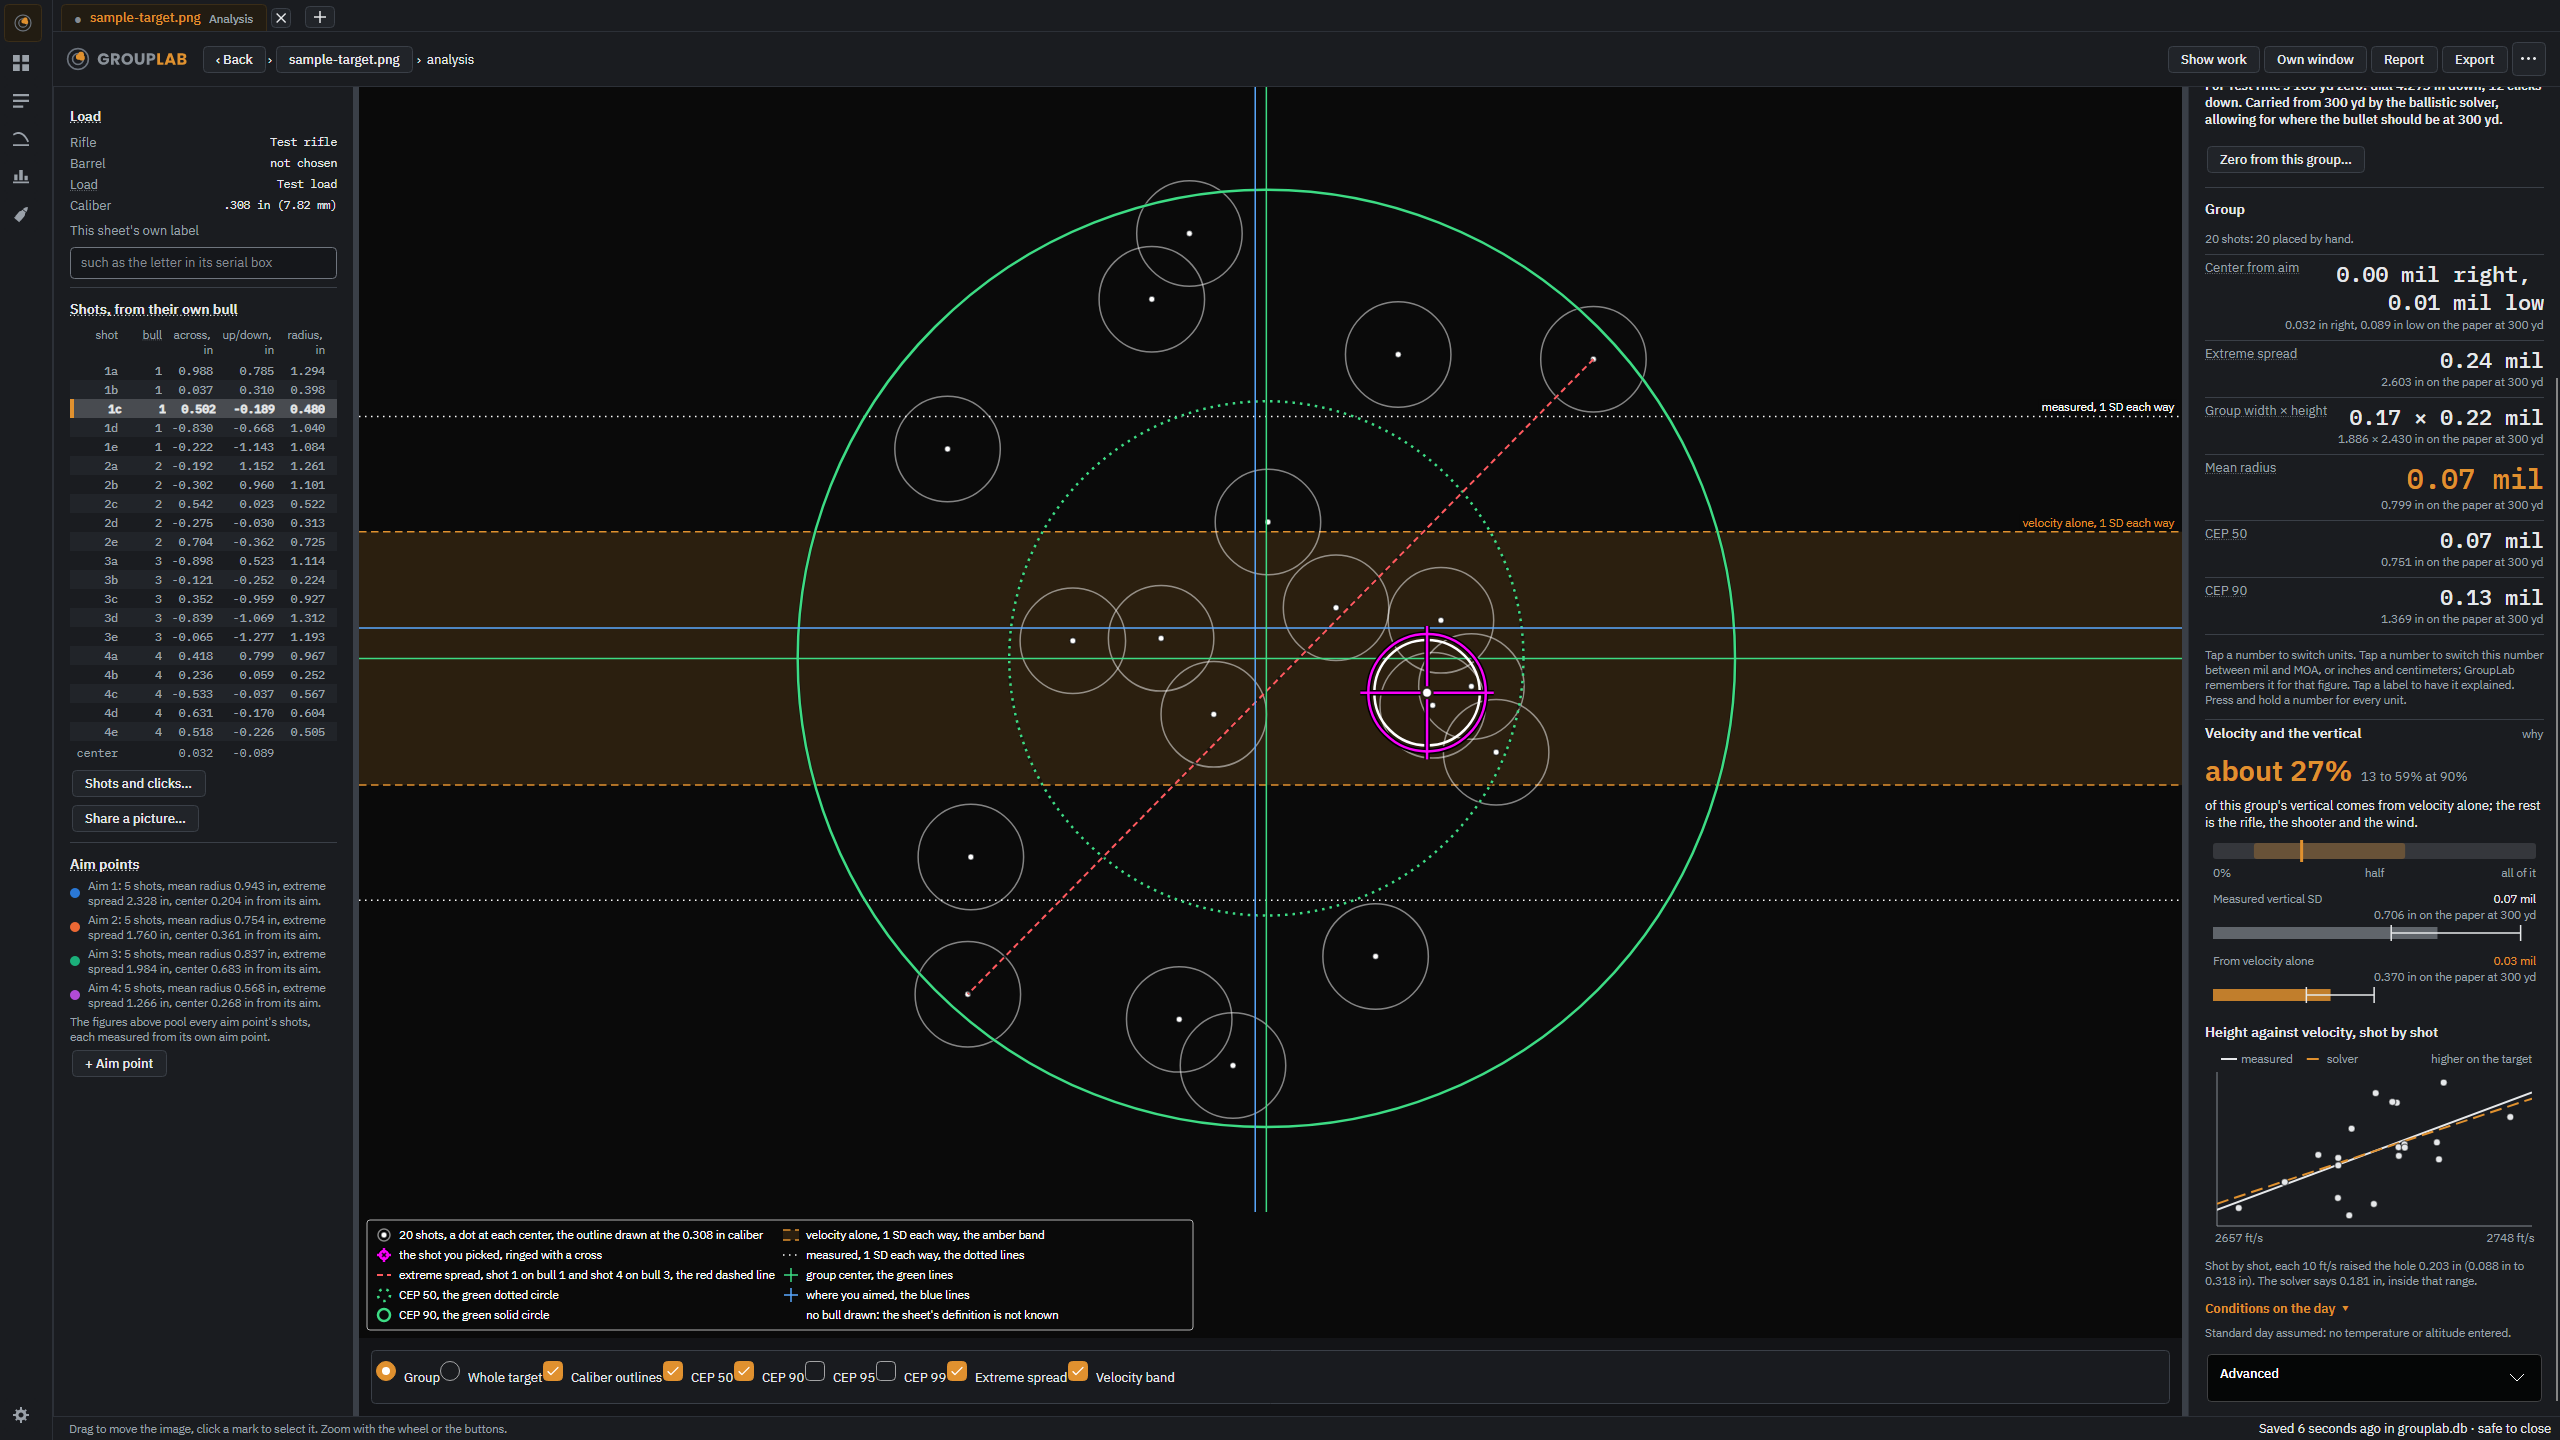 sample-target.png Analysis
GROUPLAB
‹ Back › sample-target.png › analysis
Show work
Own window
Report
Export
Load
Rifle Test rifle
Barrel not chosen
Load Test load
Caliber .308 in (7.82 mm)
This sheet's own label
such as the letter in its serial box
Shots, from their own bull
shot bull across, in up/down, in radius, in
1a 1 0.988 0.785 1.294
1b 1 0.037 0.310 0.398
1c 1 0.502 -0.189 0.480
1d 1 -0.830 -0.668 1.040
1e 1 -0.222 -1.143 1.084
2a 2 -0.192 1.152 1.261
2b 2 -0.302 0.960 1.101
2c 2 0.542 0.023 0.522
2d 2 -0.275 -0.030 0.313
2e 2 0.704 -0.362 0.725
3a 3 -0.898 0.523 1.114
3b 3 -0.121 -0.252 0.224
3c 3 0.352 -0.959 0.927
3d 3 -0.839 -1.069 1.312
3e 3 -0.065 -1.277 1.193
4a 4 0.418 0.799 0.967
4b 4 0.236 0.059 0.252
4c 4 -0.533 -0.037 0.567
4d 4 0.631 -0.170 0.604
4e 4 0.518 -0.226 0.505
center 0.032 -0.089
Shots and clicks...
Share a picture...
Aim points
Aim 1: 5 shots, mean radius 0.943 in, extreme
spread 2.328 in, center 0.204 in from its aim.
Aim 2: 5 shots, mean radius 0.754 in, extreme
spread 1.760 in, center 0.361 in from its aim.
Aim 3: 5 shots, mean radius 0.837 in, extreme
spread 1.984 in, center 0.683 in from its aim.
Aim 4: 5 shots, mean radius 0.568 in, extreme
spread 1.266 in, center 0.268 in from its aim.
The figures above pool every aim point's shots,
each measured from its own aim point.
+ Aim point
measured, 1 SD each way
velocity alone, 1 SD each way
20 shots, a dot at each center, the outline drawn at the 0.308 in caliber
the shot you picked, ringed with a cross
extreme spread, shot 1 on bull 1 and shot 4 on bull 3, the red dashed line
CEP 50, the green dotted circle
CEP 90, the green solid circle
velocity alone, 1 SD each way, the amber band
measured, 1 SD each way, the dotted lines
group center, the green lines
where you aimed, the blue lines
no bull drawn: the sheet's definition is not known
Group Whole target Caliber outlines CEP 50 CEP 90 CEP 95 CEP 99 Extreme spread Velocity band
For Test rifle's 100 yd zero: dial 4.275 in down, 12 clicks
down. Carried from 300 yd by the ballistic solver,
allowing for where the bullet should be at 300 yd.
Zero from this group...
Group
20 shots: 20 placed by hand.
Center from aim 0.00 mil right,
0.01 mil low
0.032 in right, 0.089 in low on the paper at 300 yd
Extreme spread 0.24 mil
2.603 in on the paper at 300 yd
Group width × height 0.17 × 0.22 mil
1.886 × 2.430 in on the paper at 300 yd
Mean radius 0.07 mil
0.799 in on the paper at 300 yd
CEP 50 0.07 mil
0.751 in on the paper at 300 yd
CEP 90 0.13 mil
1.369 in on the paper at 300 yd
Tap a number to switch units. Tap a number to switch this number
between mil and MOA, or inches and centimeters; GroupLab
remembers it for that figure. Tap a label to have it explained.
Press and hold a number for every unit.
Velocity and the vertical why
about 27% 13 to 59% at 90%
of this group's vertical comes from velocity alone; the rest
is the rifle, the shooter and the wind.
0% half all of it
Measured vertical SD 0.07 mil
0.706 in on the paper at 300 yd
From velocity alone 0.03 mil
0.370 in on the paper at 300 yd
Height against velocity, shot by shot
measured solver higher on the target
2657 ft/s 2748 ft/s
Shot by shot, each 10 ft/s raised the hole 0.203 in (0.088 in to
0.318 in). The solver says 0.181 in, inside that range.
Conditions on the day
Standard day assumed: no temperature or altitude entered.
Advanced
Drag to move the image, click a mark to select it. Zoom with the wheel or the buttons.
Saved 6 seconds ago in grouplab.db · safe to close